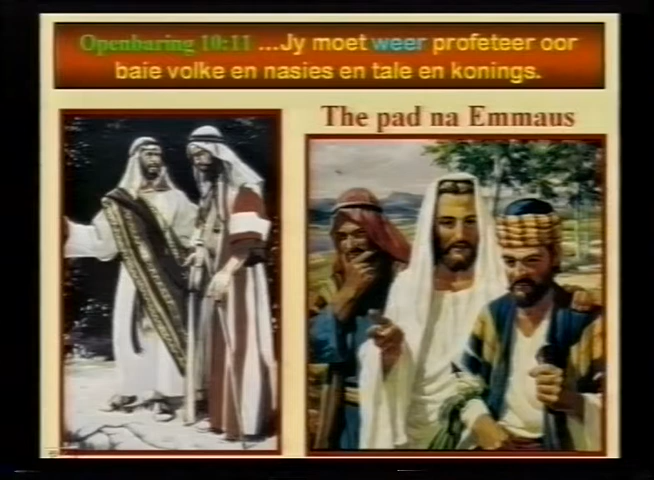 Openbaring 10:11 ...Jy moet weer profeteer oor
baie volke en nasies en tale en konings.
The pad na Emmaus